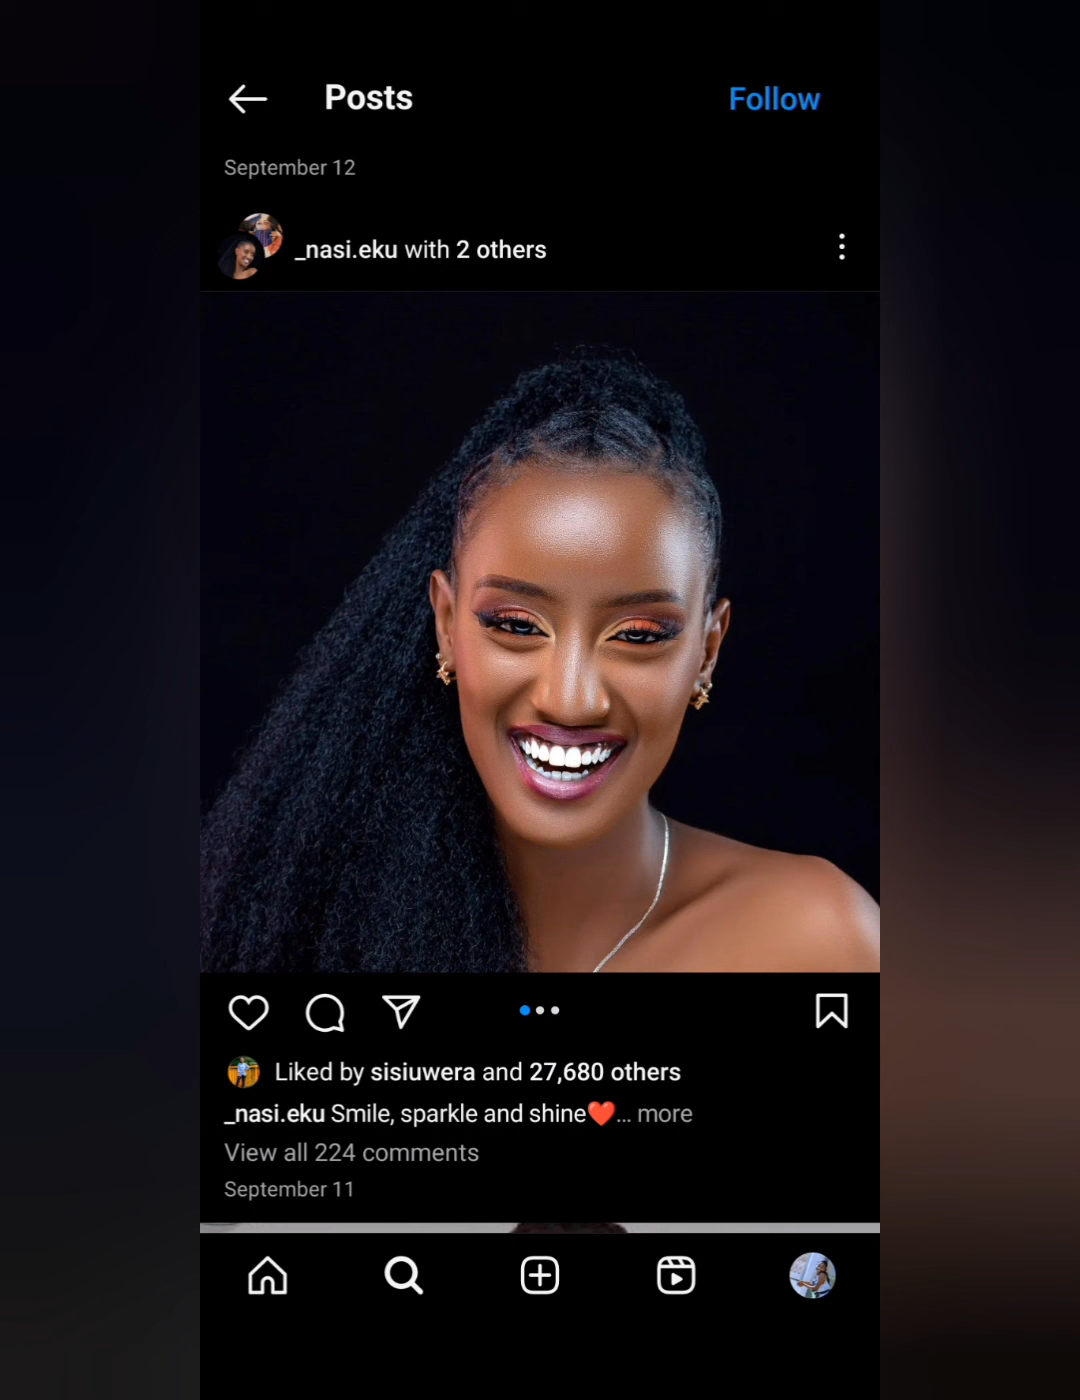 Posts
Follow
September 12
_nasi.eku with 2 others
Liked by sisiuwera and 27,680 others
_nasi.eku Smile, sparkle and shine❤️... more
View all 224 comments
September 11